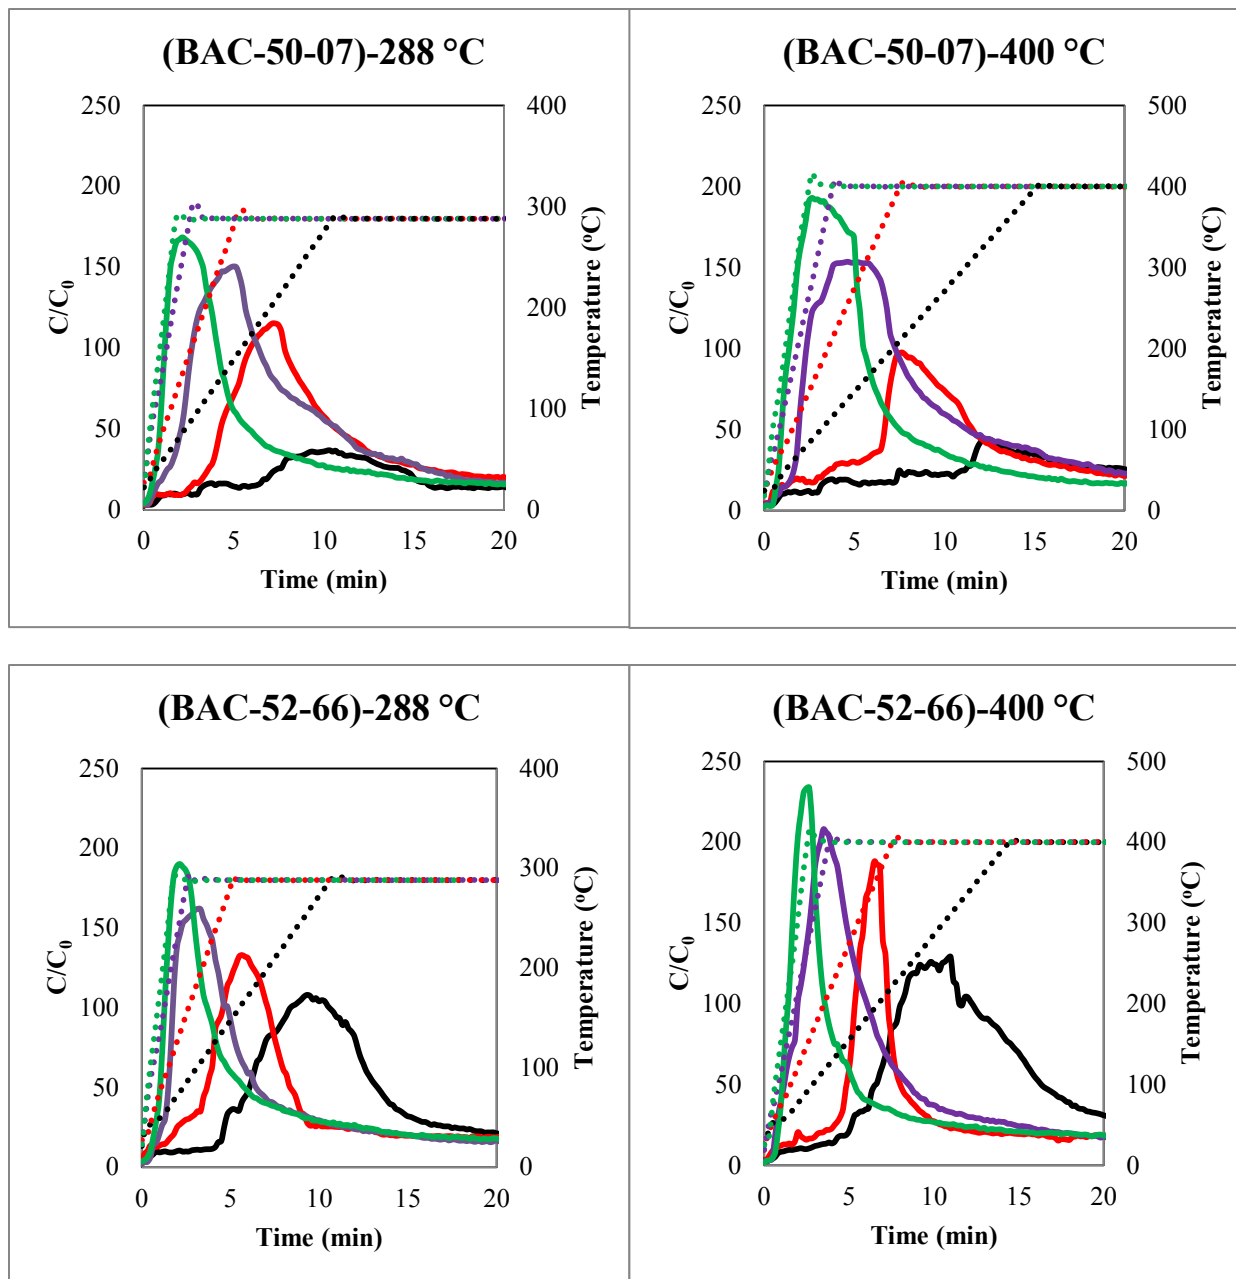 (BAC-50-07)-288 °C
250
200
150
100
50
0
C/C0
400
300
200
100
0
Temperature (°C)
0 5 10 15 20
Time (min)
(BAC-50-07)-400 °C
250
200
150
100
50
0
C/C0
500
400
300
200
100
0
Temperature (°C)
0 5 10 15 20
Time (min)
(BAC-52-66)-288 °C
250
200
150
100
50
0
C/C0
400
300
200
100
0
Temperature (°C)
0 5 10 15 20
Time (min)
(BAC-52-66)-400 °C
250
200
150
100
50
0
C/C0
500
400
300
200
100
0
Temperature (°C)
0 5 10 15 20
Time (min)